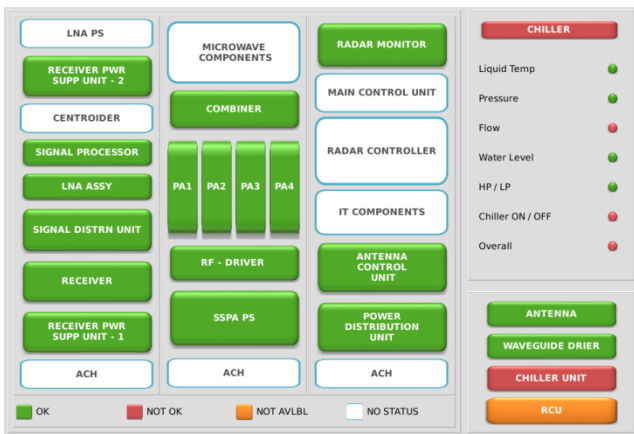 LNA PS
RECEIVER PWR
SUPP UNIT - 2
CENTROIDER
SIGNAL PROCESSOR
LNA ASSY
SIGNAL DISTRN UNIT
RECEIVER
RECEIVER PWR
SUPP UNIT - 1
ACH
MICROWAVE
COMPONENTS
COMBINER
PA1 PA2 PA3 PA4
RF - DRIVER
SSPA PS
ACH
RADAR MONITOR
MAIN CONTROL UNIT
RADAR CONTROLLER
IT COMPONENTS
ANTENNA
CONTROL
UNIT
POWER
DISTRIBUTION
UNIT
ACH
OK NOT OK NOT AVLBL NO STATUS
CHILLER
Liquid Temp
Pressure
Flow
Water Level
HP / LP
Chiller ON / OFF
Overall
ANTENNA
WAVEGUIDE DRIER
CHILLER UNIT
RCU